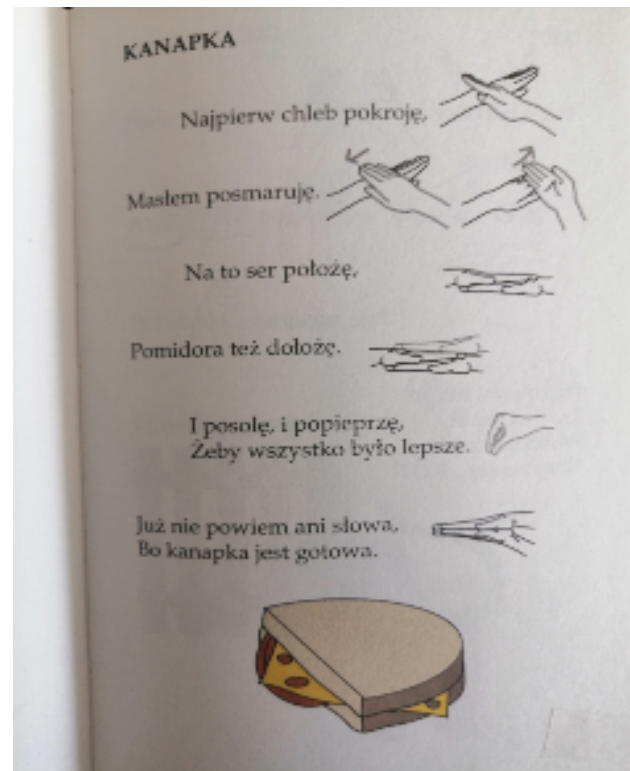 KANAPKA
Najpierw chleb pokroję,
Masłem posmaruję.
Na to ser położę,
Pomidora też dołożę.
I posolę, i popieprzę,
Żeby wszystko było lepsze.
Już nie powiem ani słowa,
Bo kanapka jest gotowa.